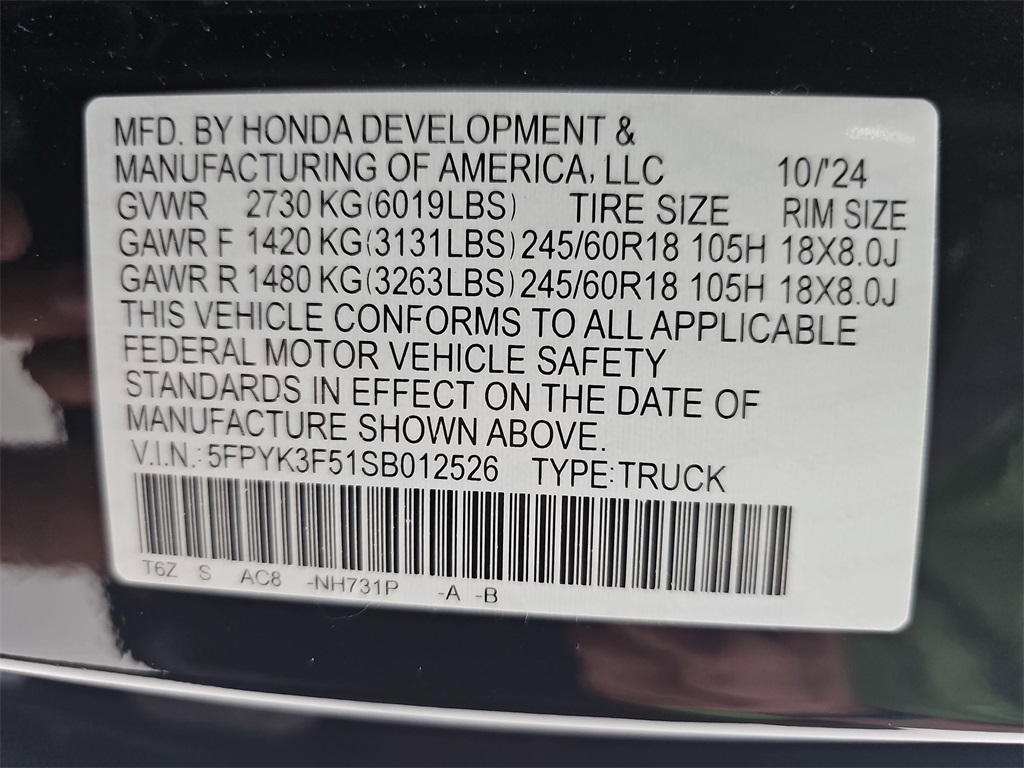 MFD. BY HONDA DEVELOPMENT &
MANUFACTURING OF AMERICA, LLC 10/'24
GVWR 2730 KG(6019LBS) TIRE SIZE RIM SIZE
GAWR F 1420 KG(3131LBS) 245/60R18 105H 18X8.0J
GAWR R 1480 KG(3263LBS) 245/60R18 105H 18X8.0J
THIS VEHICLE CONFORMS TO ALL APPLICABLE
FEDERAL MOTOR VEHICLE SAFETY
STANDARDS IN EFFECT ON THE DATE OF
MANUFACTURE SHOWN ABOVE.
V.I.N.: 5FPYK3F51SB012526 TYPE: TRUCK
T6Z S AC8 -NH731P -A -B